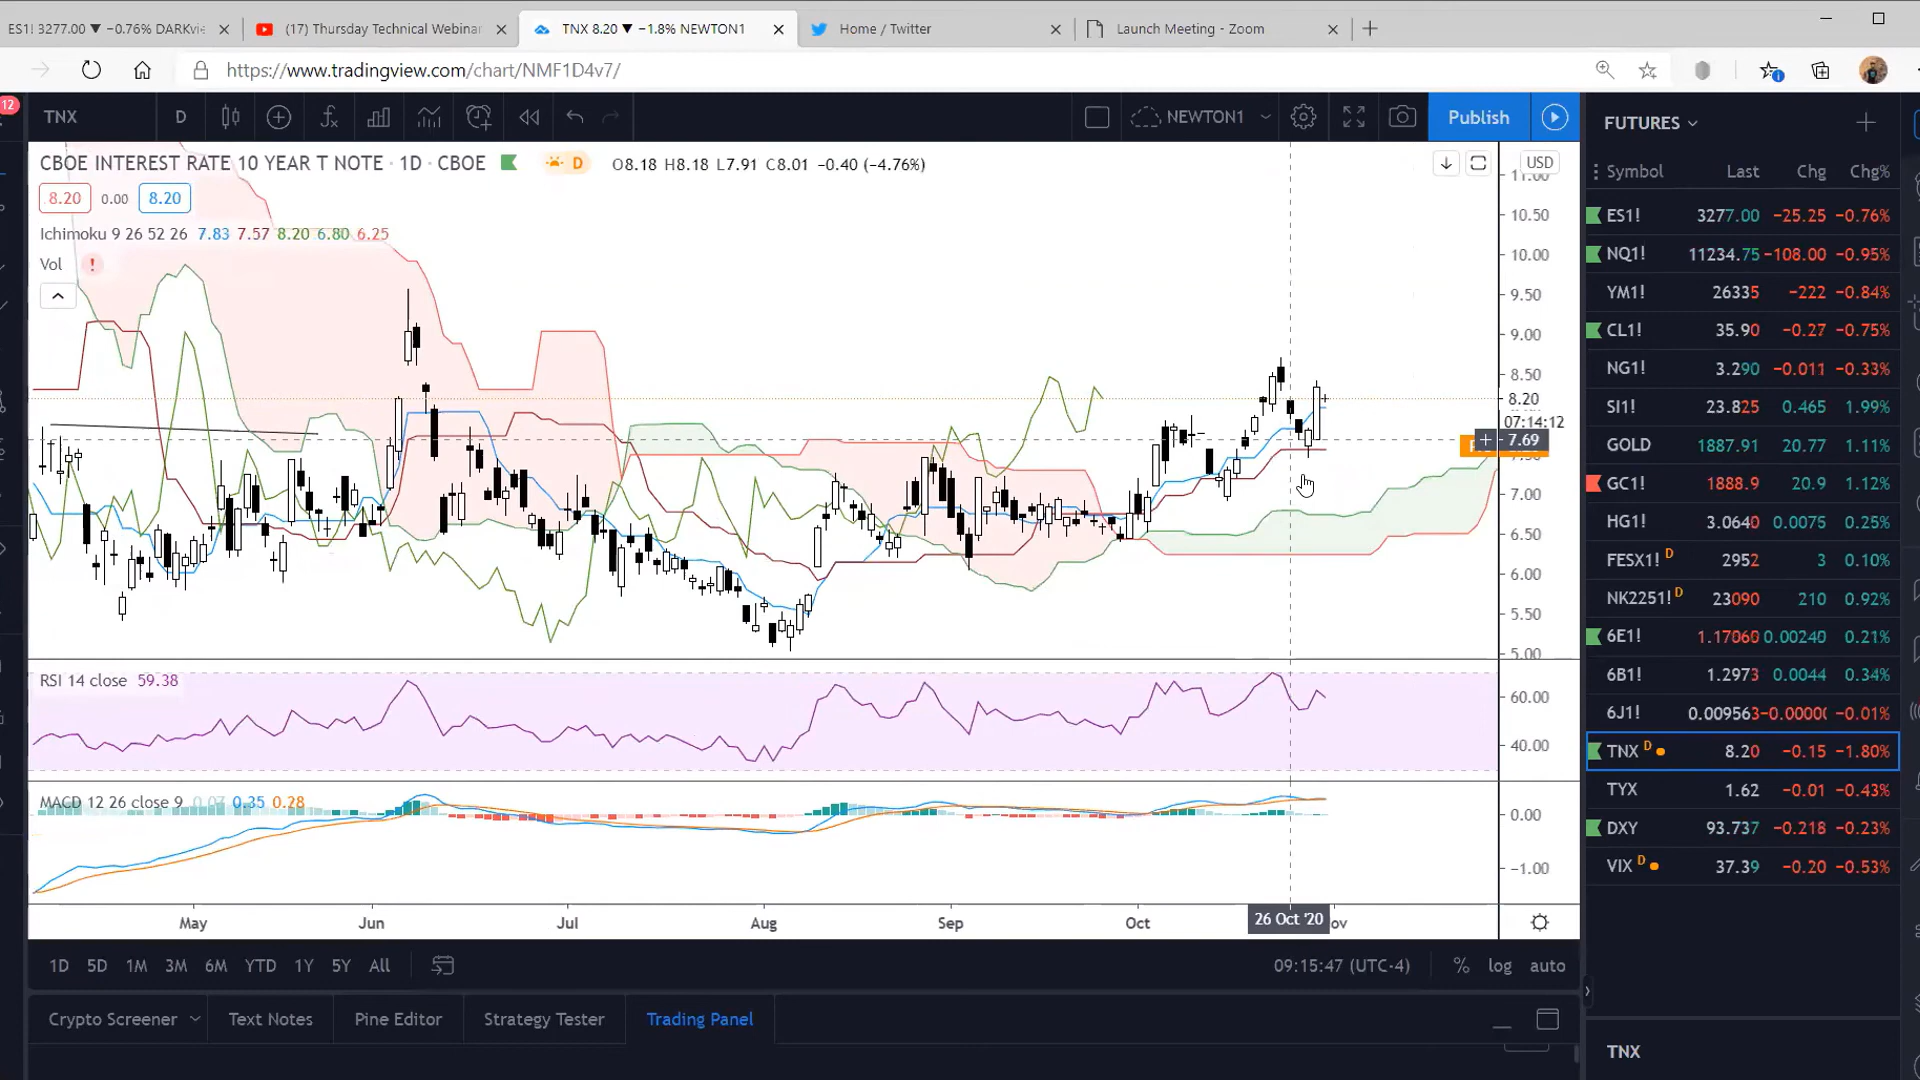 ES1! 3277.00 ▼ −0.76% DARKvie
(17) Thursday Technical Webinar
TNX 8.20 ▼ −1.8% NEWTON1
Home / Twitter
Launch Meeting - Zoom
https://www.tradingview.com/chart/NMF1D4v7/
12
TNX
D
NEWTON1
Publish
FUTURES
CBOE INTEREST RATE 10 YEAR T NOTE · 1D · CBOE
D
O8.18 H8.18 L7.91 C8.01 −0.40 (−4.76%)
USD
8.20 0.00 8.20
Ichimoku 9 26 52 26 7.83 7.57 8.20 6.80 6.25
Vol !
11.00
10.50
10.00
9.50
9.00
8.50
8.20
07:14:12
7.69
7.00
6.50
6.00
5.50
5.00
RSI 14 close 59.38
60.00
40.00
MACD 12 26 close 9 0.07 0.35 0.28
0.00
−1.00
May Jun Jul Aug Sep Oct 26 Oct '20 ov
1D 5D 1M 3M 6M YTD 1Y 5Y All
09:15:47 (UTC-4) % log auto
Crypto Screener Text Notes Pine Editor Strategy Tester Trading Panel
Symbol Last Chg Chg%
ES1! 3277.00 −25.25 −0.76%
NQ1! 11234.75 −108.00 −0.95%
YM1! 26335 −222 −0.84%
CL1! 35.90 −0.27 −0.75%
NG1! 3.290 −0.011 −0.33%
SI1! 23.825 0.465 1.99%
GOLD 1887.91 20.77 1.11%
GC1! 1888.9 20.9 1.12%
HG1! 3.0640 0.0075 0.25%
FESX1! D 2952 3 0.10%
NK2251! D 23090 210 0.92%
6E1! 1.17060 0.00240 0.21%
6B1! 1.2973 0.0044 0.34%
6J1! 0.009563 −0.0000 −0.01%
TNX D 8.20 −0.15 −1.80%
TYX 1.62 −0.01 −0.43%
DXY 93.737 −0.218 −0.23%
VIX D 37.39 −0.20 −0.53%
TNX